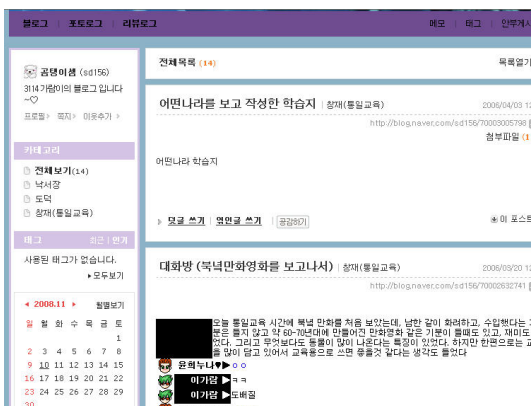 블로그 포토로그 리뷰로그
메모 태그 안부게시
곰탱이샘 (sd156)
3114 가람이의 블로그 입니다
~♡
프로필> 쪽지> 이웃추가 >
카테고리
전체보기(14)
낙서장
도덕
창재(통일교육)
태그 최근 | 인기
사용된 태그가 없습니다.
▶모두보기
◀ 2008.11 ▶ 월별보기
일 월 화 수 목 금 토
1
2 3 4 5 6 7 8
9 10 11 12 13 14 15
16 17 18 19 20 21 22
23 24 25 26 27 28 29
30
전체목록 (14)
목록열기
어떤나라를 보고 작성한 학습지 | 창재(통일교육)
2006/04/03 12
http://blog.naver.com/sd156/70003005798
첨부파일 (1
어떤나라 학습지
덧글 쓰기 | 엮인글 쓰기 | 공감하기
이 포스트
대화방 (북녘만화영화를 보고나서) | 창재(통일교육)
2006/03/20 12
http://blog.naver.com/sd156/70002632741
오늘 통일교육 시간에 북녘 만화를 처음 보았는데, 남한 같이 화려하고, 수입했다는
분은 들지 않고 약 60-70년대에 만들어진 만화영화 같은 기분이 들때도 있고, 재미도
었다. 그리고 무엇보다도 동물이 많이 나온다는 특징이 있었다. 하지만 한편으로는 교
을 많이 담고 있어서 교육용으로 쓰면 좋을것 같다는 생각도 들었다
윤희누나♥▶ㅇㅇ
이가람 ▶ㅋㅋ
이가람 ▶도배질